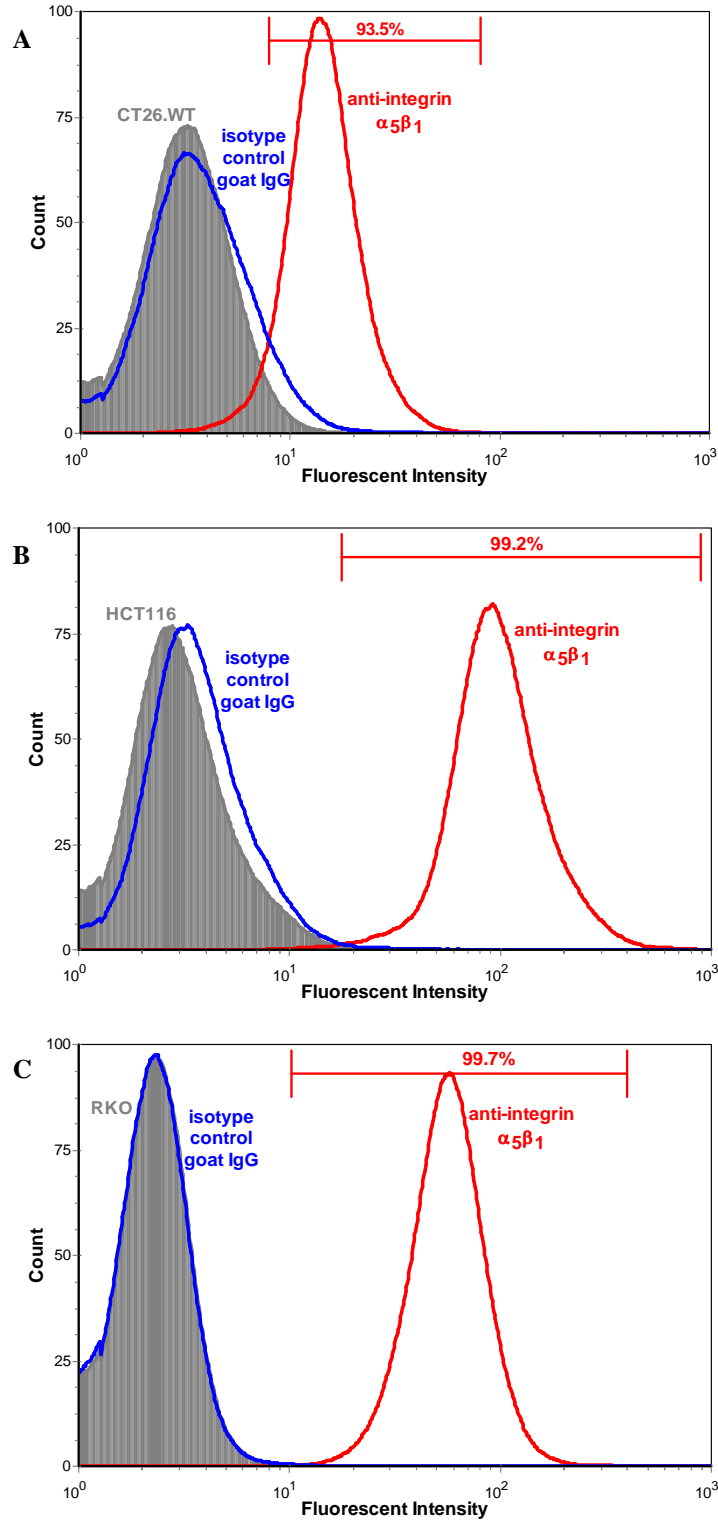 A
100
93.5%
CT26.WT
isotype
control
goat IgG
anti-integrin
α5β1
75
50
25
0
Count
10^0
10^1
10^2
10^3
Fluorescent Intensity
B
100
99.2%
HCT116
isotype
control
goat IgG
anti-integrin
α5β1
75
50
25
0
Count
10^0
10^1
10^2
10^3
Fluorescent Intensity
C
100
99.7%
RKO
isotype
control
goat IgG
anti-integrin
α5β1
75
50
25
0
Count
10^0
10^1
10^2
10^3
Fluorescent Intensity